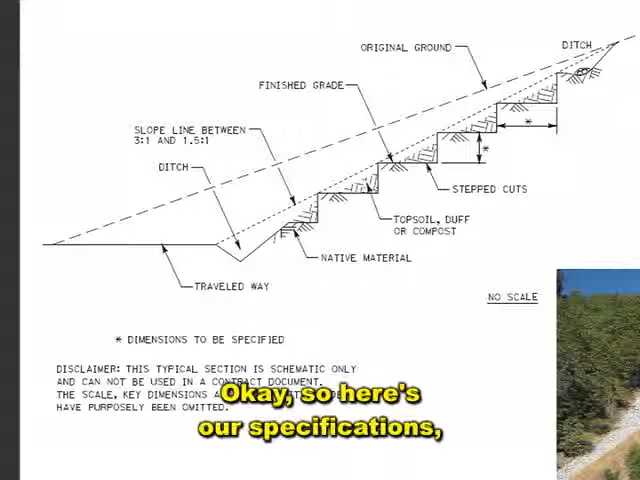 ORIGINAL GROUND
DITCH
FINISHED GRADE
SLOPE LINE BETWEEN
3:1 AND 1.5:1
*
*
DITCH
STEPPED CUTS
TOPSOIL, DUFF
OR COMPOST
NATIVE MATERIAL
TRAVELED WAY
NO SCALE
* DIMENSIONS TO BE SPECIFIED
DISCLAIMER: THIS TYPICAL SECTION IS SCHEMATIC ONLY
AND CAN NOT BE USED IN A CONTRACT DOCUMENT.
THE SCALE, KEY DIMENSIONS
HAVE PURPOSELY BEEN OMITTED.
Okay, so here's
our specifications,